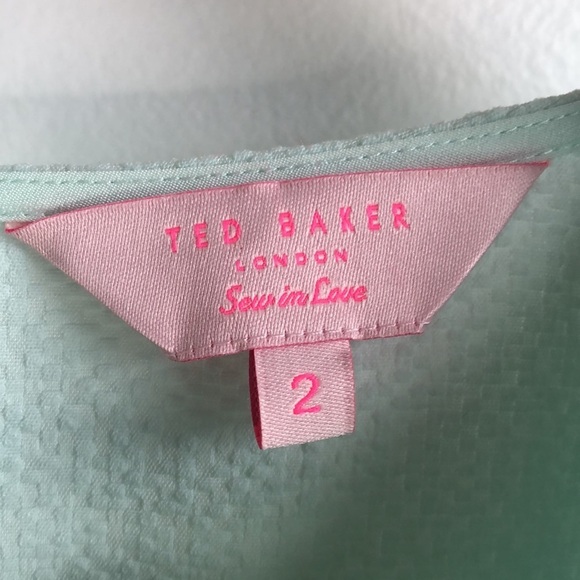 TED BAKER
LONDON
Sew in Love
2